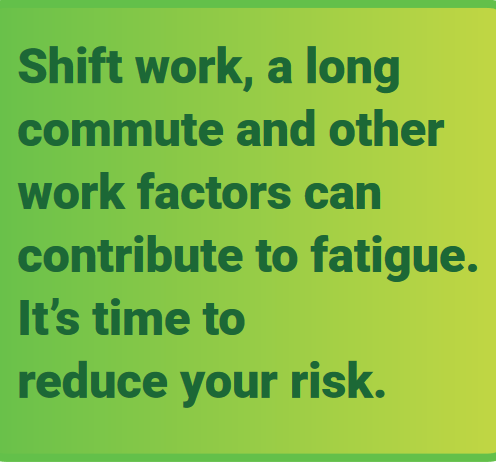 Shift work, a long
commute and other
work factors can
contribute to fatigue.
It’s time to
reduce your risk.